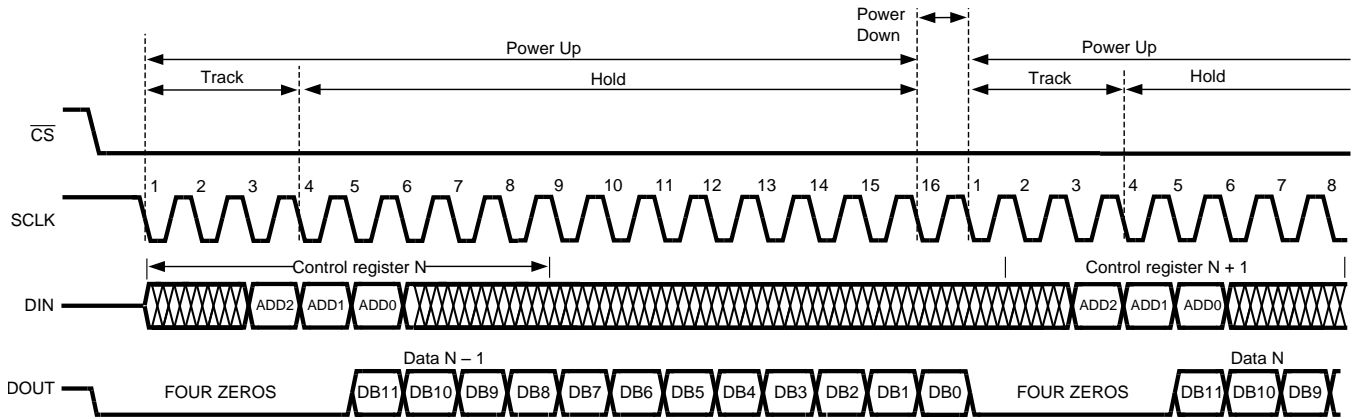 Power Down
Power Up
Power Up
Track
Hold
Track
Hold
CS
SCLK
1 2 3 4 5 6 7 8 9 10 11 12 13 14 15 16 1 2 3 4 5 6 7 8
Control register N
Control register N + 1
DIN
ADD2 ADD1 ADD0
ADD2 ADD1 ADD0
Data N – 1
Data N
DOUT
FOUR ZEROS
DB11 DB10 DB9 DB8 DB7 DB6 DB5 DB4 DB3 DB2 DB1 DB0
FOUR ZEROS
DB11 DB10 DB9